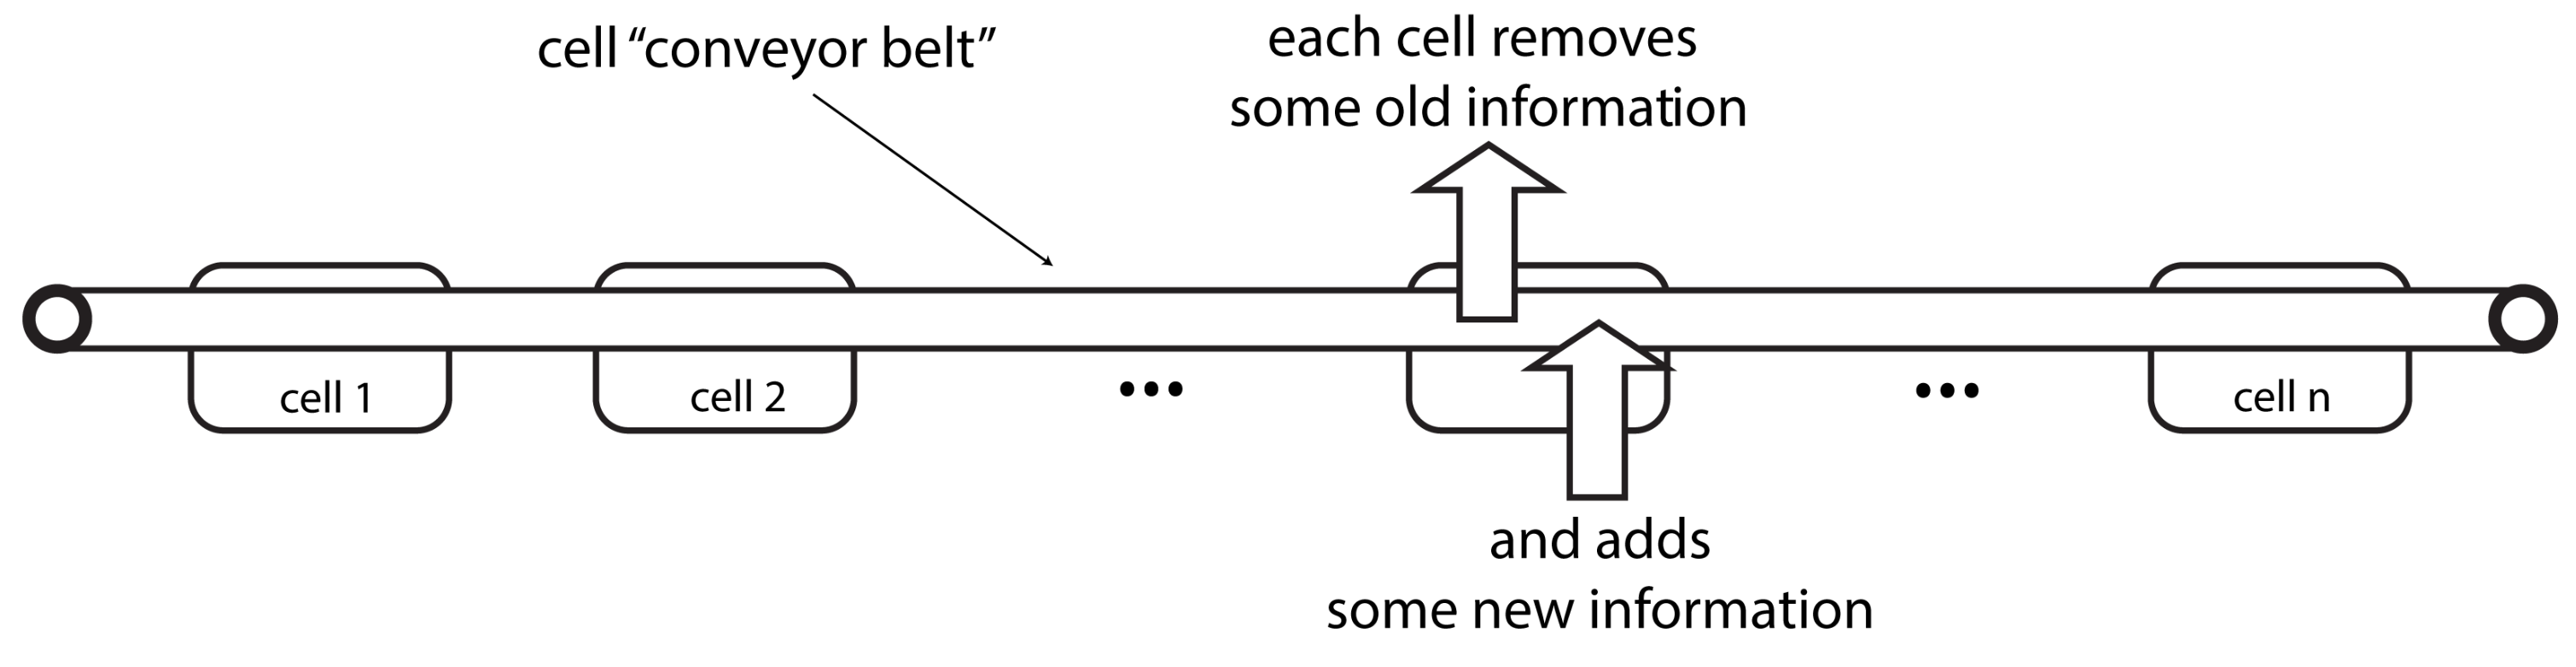 cell “conveyor belt”
each cell removes
some old information
cell 1
cell 2
...
...
cell n
and adds
some new information